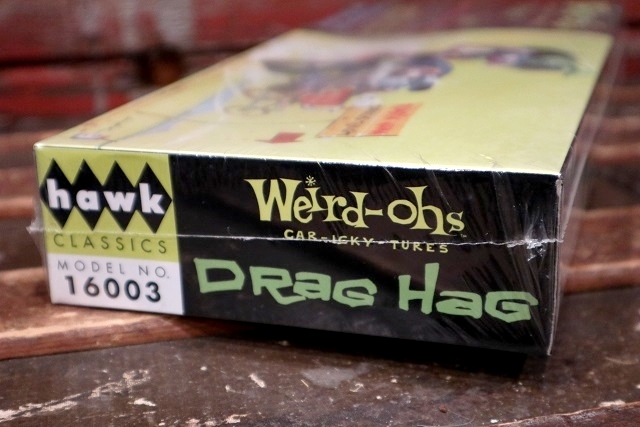 hawk
CLASSICS
MODEL NO.
16003
Weird-ohs
CAR-ICKY-TURES
DRAG HAG